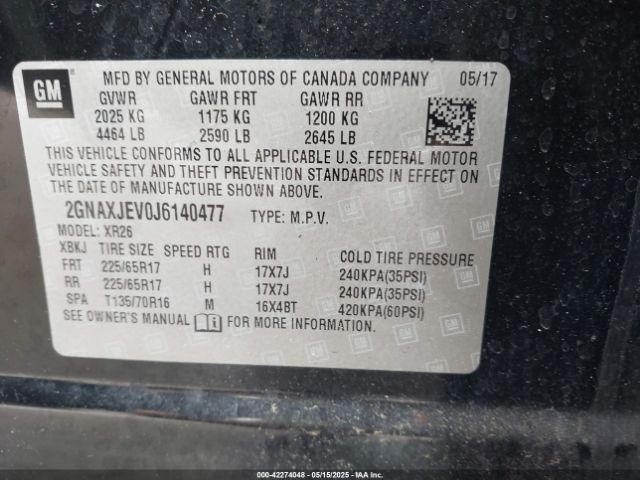 GM MFD BY GENERAL MOTORS OF CANADA COMPANY 05/17
GVWR GAWR FRT GAWR RR
2025 KG 1175 KG 1200 KG
4464 LB 2590 LB 2645 LB
THIS VEHICLE CONFORMS TO ALL APPLICABLE U.S. FEDERAL MOTOR
VEHICLE SAFETY AND THEFT PREVENTION STANDARDS IN EFFECT ON
THE DATE OF MANUFACTURE SHOWN ABOVE.
2GNAXJEV0J6140477 TYPE: M.P.V.
MODEL: XR26
XBKJ TIRE SIZE SPEED RTG RIM COLD TIRE PRESSURE
FRT 225/65R17 H 17X7J 240KPA(35PSI)
RR 225/65R17 H 17X7J 240KPA(35PSI)
SPA T135/70R16 M 16X4BT 420KPA(60PSI)
SEE OWNER'S MANUAL FOR MORE INFORMATION.
000-42274048 - 05/15/2025 - IAAI.COM